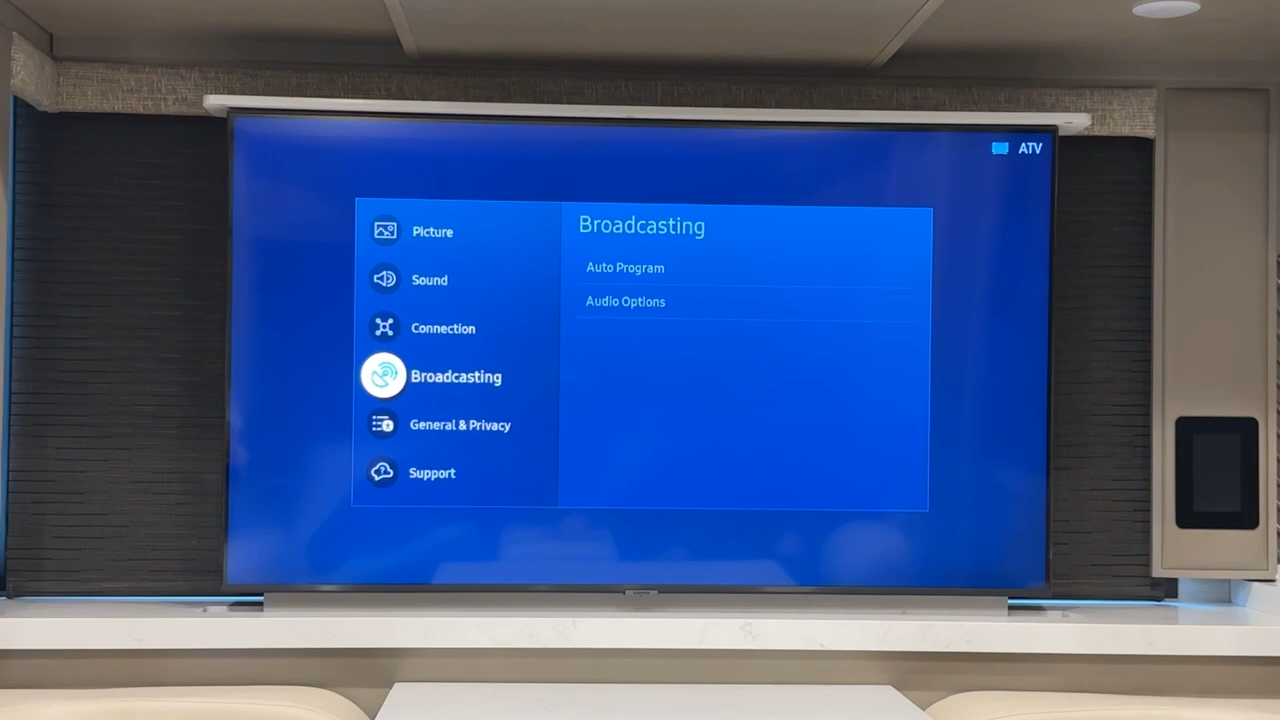 ATV
Picture
Sound
Connection
Broadcasting
General & Privacy
Support
Broadcasting
Auto Program
Audio Options